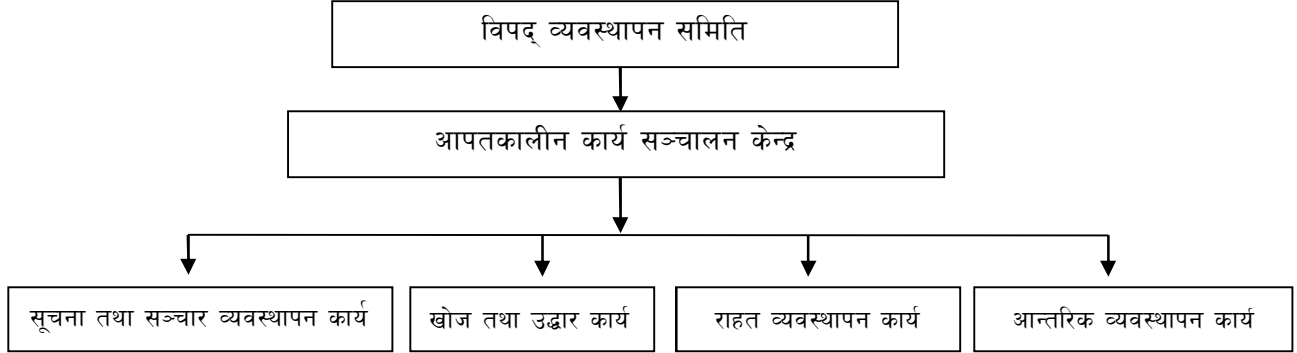 विपद् व्यवस्थापन समिति
आपतकालीन कार्य सञ्चालन केन्द्र
सूचना तथा सञ्चार व्यवस्थापन कार्य
खोज तथा उद्धार कार्य
राहत व्यवस्थापन कार्य
आन्तरिक व्यवस्थापन कार्य